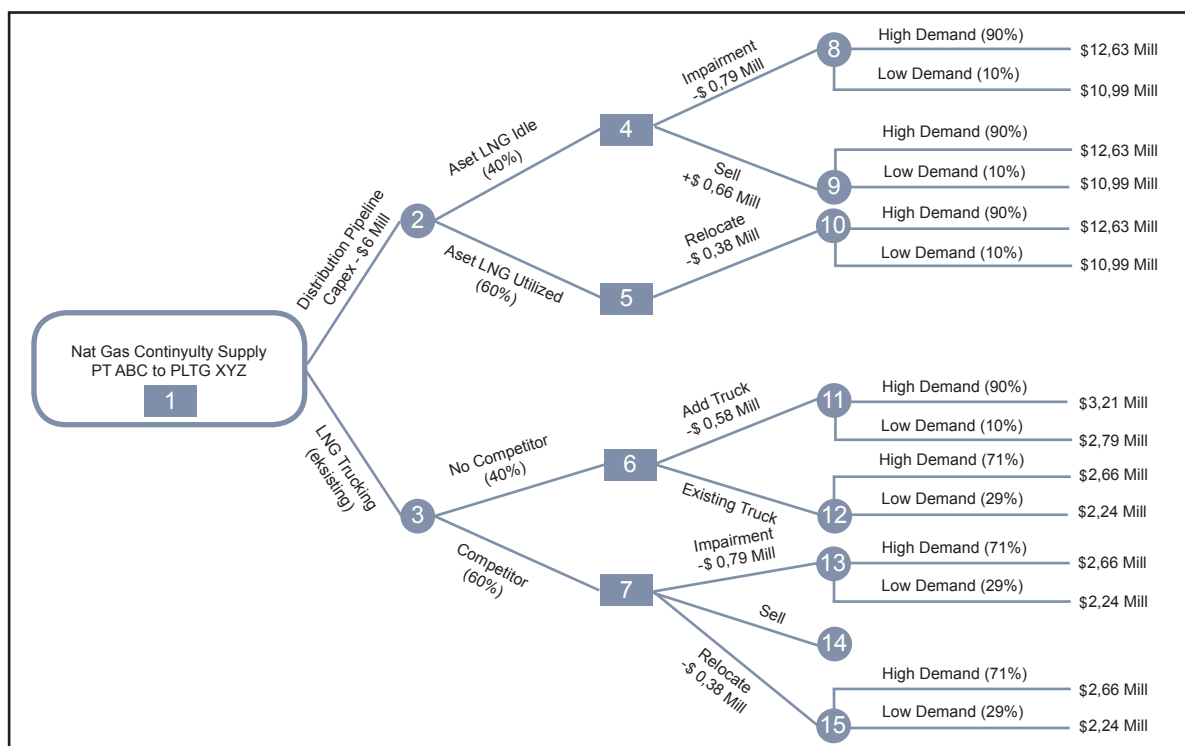 Nat Gas Continyulty Supply
PT ABC to PLTG XYZ
1
Distribution Pipeline
Capex - $6 Mill
LNG Trucking
(eksisting)
2
3
Aset LNG Idle
(40%)
Aset LNG Utilized
(60%)
No Competitor
(40%)
Competitor
(60%)
4
5
6
7
Impairment
-$ 0,79 Mill
Sell
+$ 0,66 Mill
Relocate
-$ 0,38 Mill
Add Truck
-$ 0,58 Mill
Existing Truck
Impairment
-$ 0,79 Mill
Sell
Relocate
-$ 0,38 Mill
8
High Demand (90%)
$12,63 Mill
Low Demand (10%)
$10,99 Mill
9
High Demand (90%)
$12,63 Mill
Low Demand (10%)
$10,99 Mill
10
High Demand (90%)
$12,63 Mill
Low Demand (10%)
$10,99 Mill
11
High Demand (90%)
$3,21 Mill
Low Demand (10%)
$2,79 Mill
12
High Demand (71%)
$2,66 Mill
Low Demand (29%)
$2,24 Mill
13
High Demand (71%)
$2,66 Mill
Low Demand (29%)
$2,24 Mill
14
15
High Demand (71%)
$2,66 Mill
Low Demand (29%)
$2,24 Mill